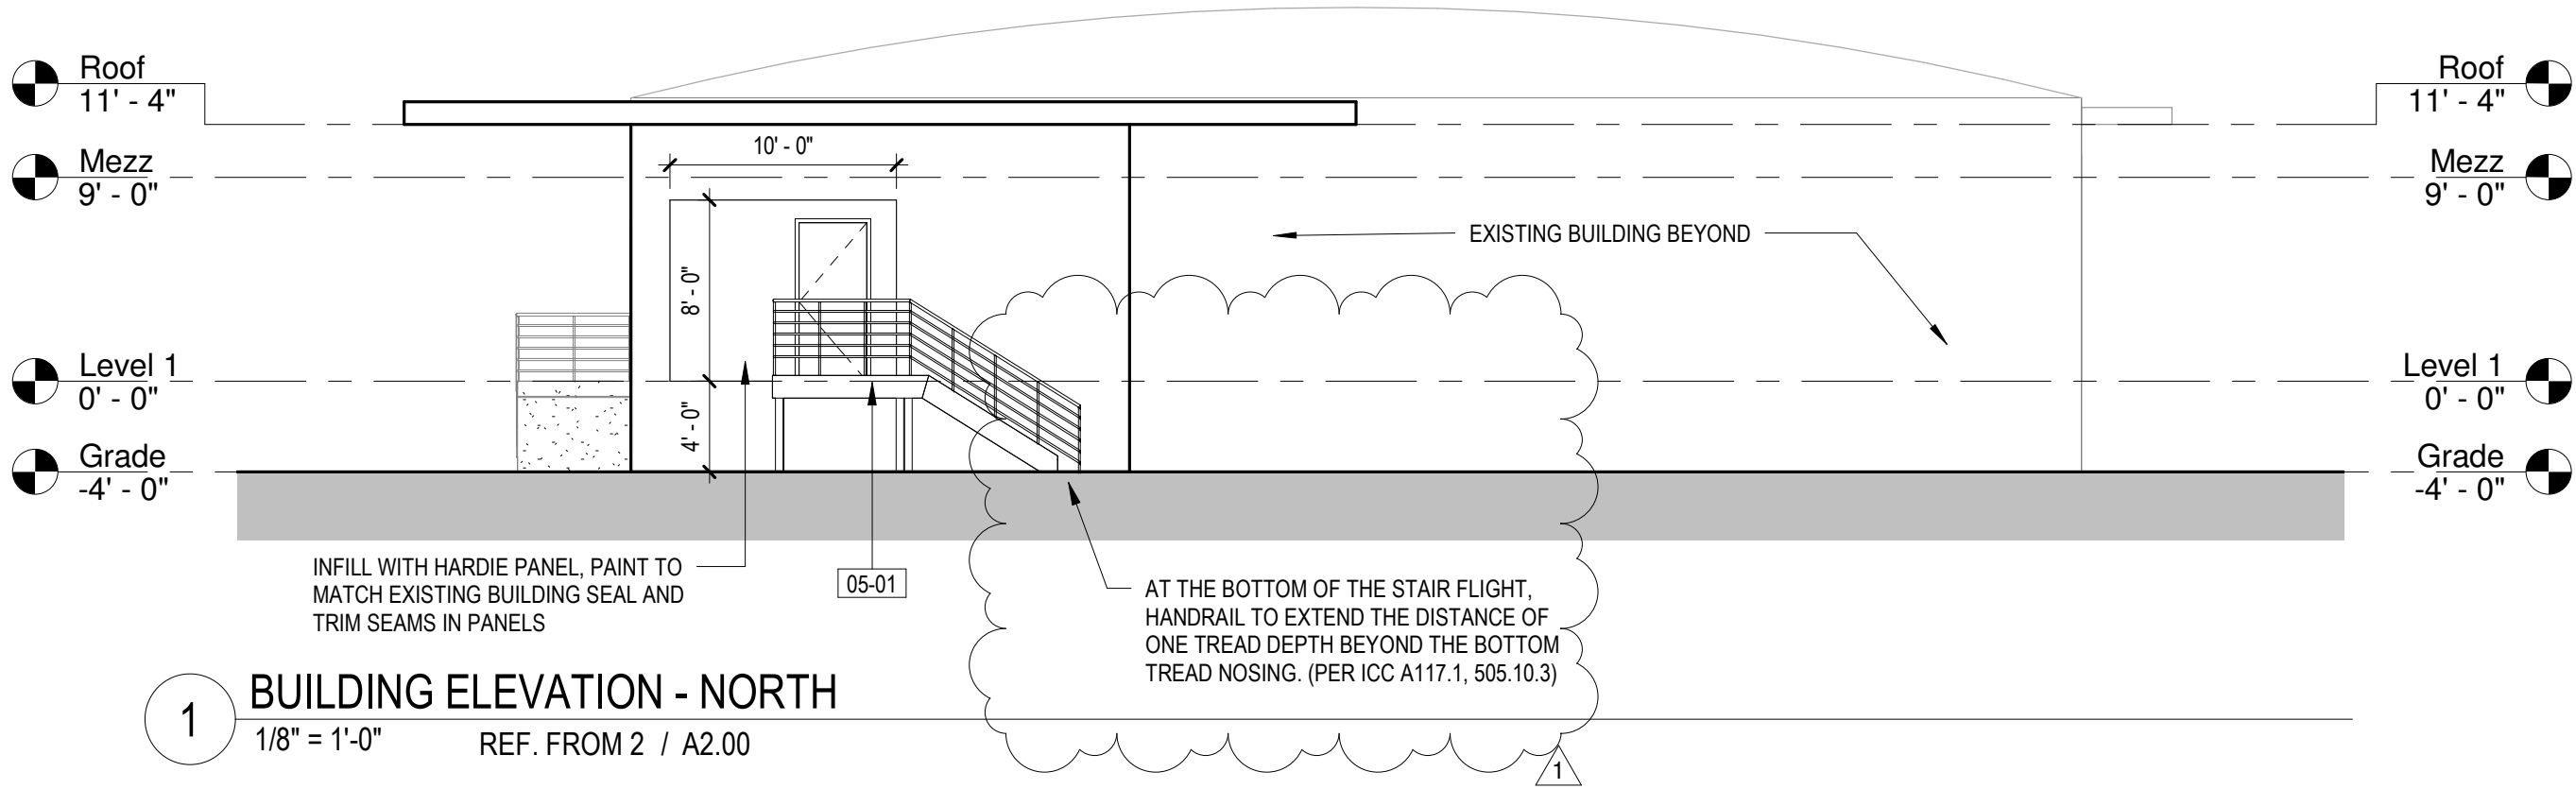 Roof
11' - 4"
Mezz
9' - 0"
Level 1
0' - 0"
Grade
-4' - 0"
10' - 0"
8' - 0"
4' - 0"
EXISTING BUILDING BEYOND
Roof
11' - 4"
Mezz
9' - 0"
Level 1
0' - 0"
Grade
-4' - 0"
INFILL WITH HARDIE PANEL, PAINT TO
MATCH EXISTING BUILDING SEAL AND
TRIM SEAMS IN PANELS
05-01
AT THE BOTTOM OF THE STAIR FLIGHT,
HANDRAIL TO EXTEND THE DISTANCE OF
ONE TREAD DEPTH BEYOND THE BOTTOM
TREAD NOSING. (PER ICC A117.1, 505.10.3)
1
BUILDING ELEVATION - NORTH
1/8" = 1'-0" REF. FROM 2 / A2.00
1